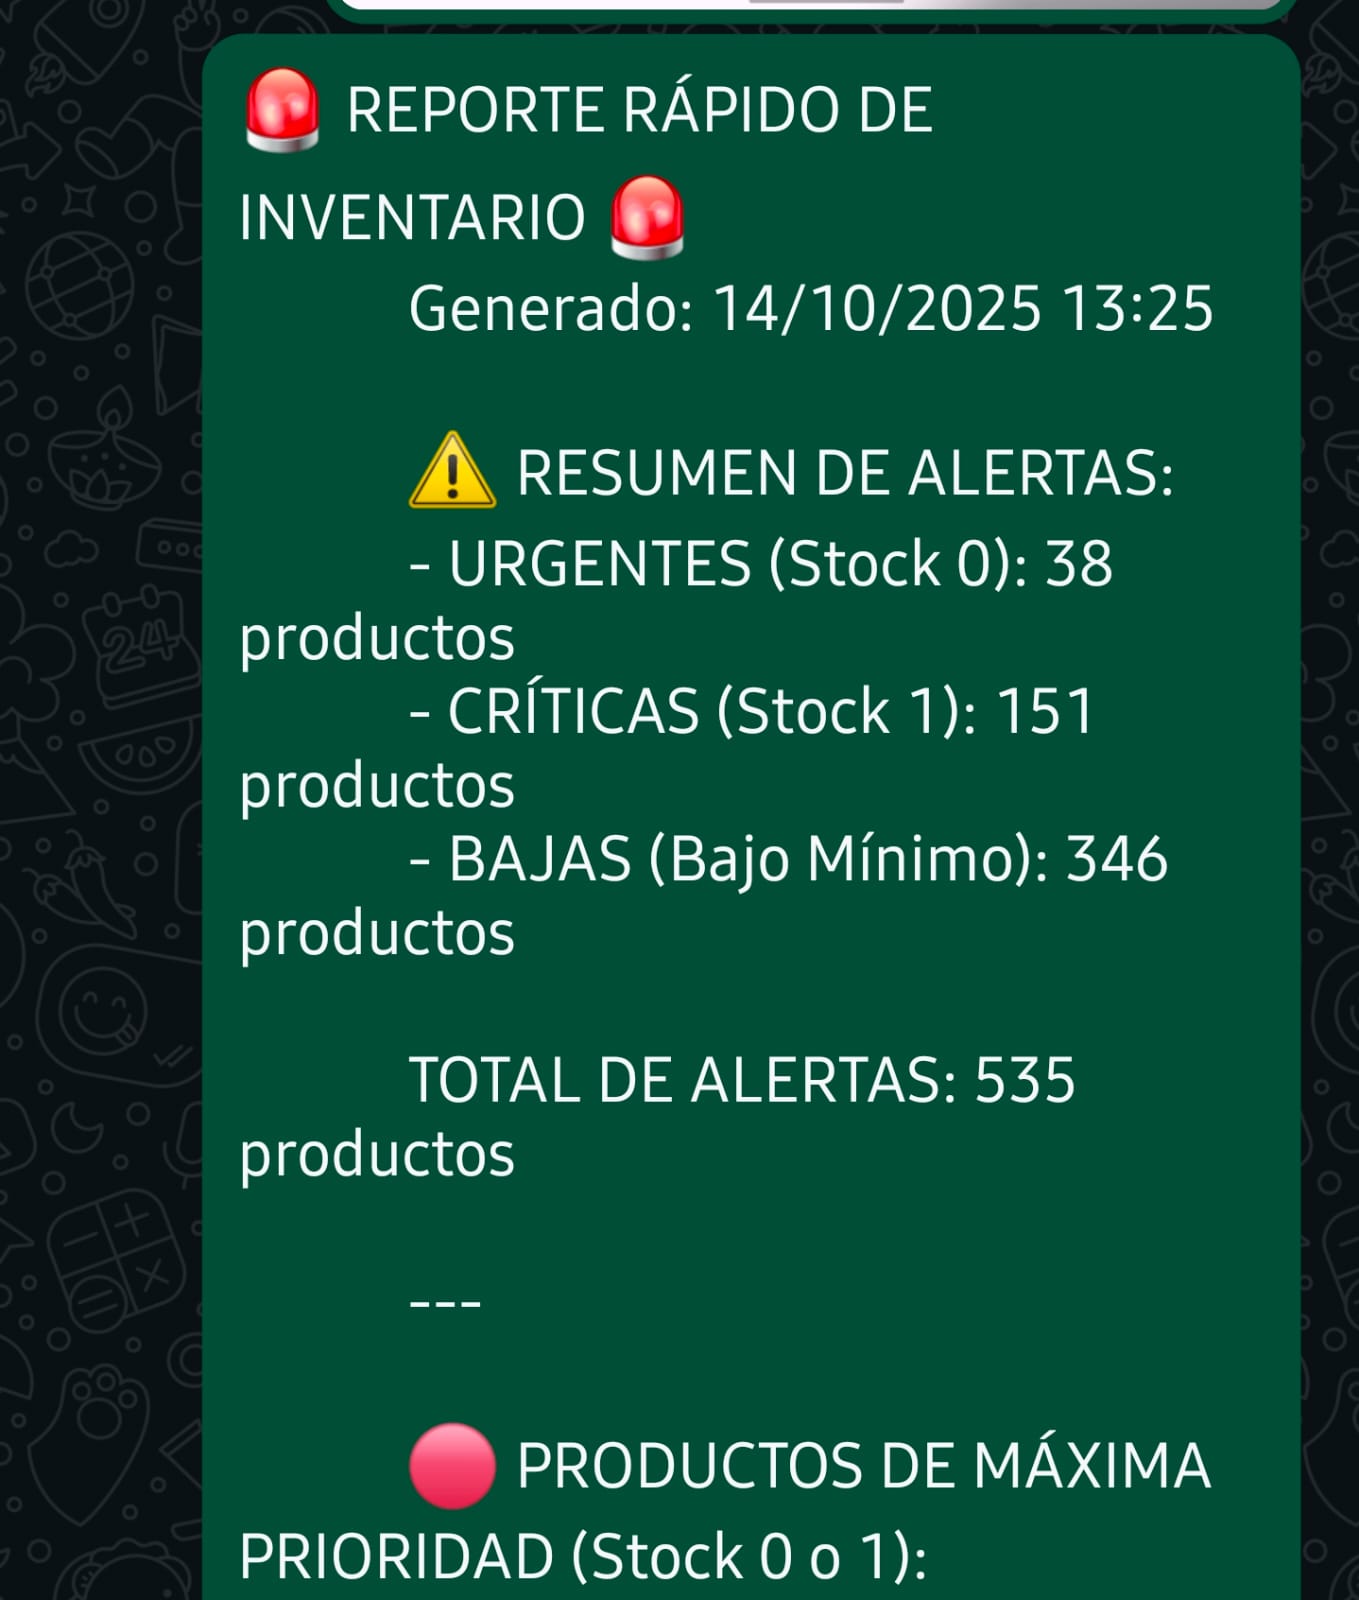 🚨 REPORTE RÁPIDO DE
INVENTARIO 🚨
Generado: 14/10/2025 13:25
⚠️ RESUMEN DE ALERTAS:
- URGENTES (Stock 0): 38
productos
- CRÍTICAS (Stock 1): 151
productos
- BAJAS (Bajo Mínimo): 346
productos
TOTAL DE ALERTAS: 535
productos
---
🔴 PRODUCTOS DE MÁXIMA
PRIORIDAD (Stock 0 o 1):